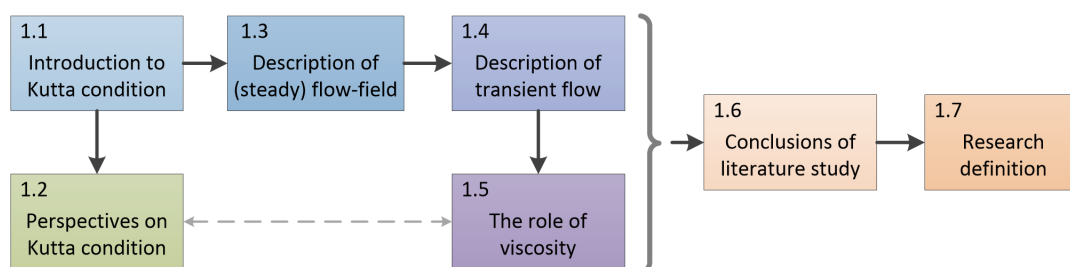 1.1
Introduction to
Kutta condition
1.3
Description of
(steady) flow-field
1.4
Description of
transient flow
1.6
Conclusions of
literature study
1.7
Research
definition
1.2
Perspectives on
Kutta condition
1.5
The role of
viscosity